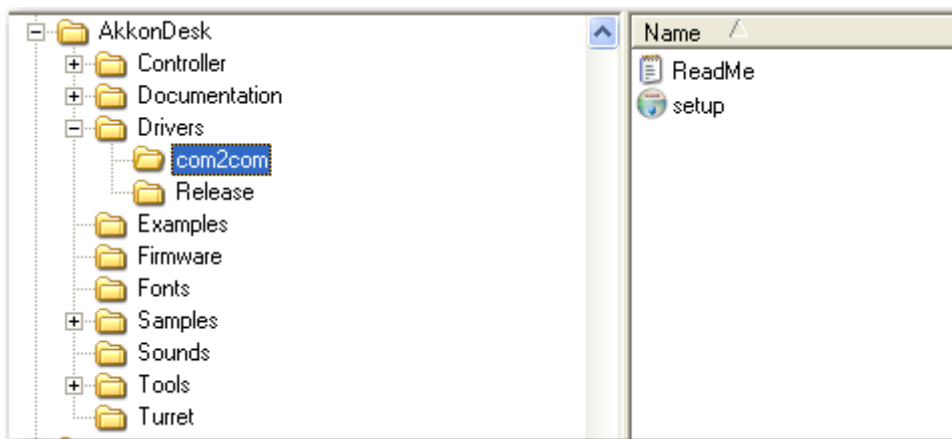 AkkonDesk
Controller
Documentation
Drivers
com2com
Release
Examples
Firmware
Fonts
Samples
Sounds
Tools
Turret
Name
ReadMe
setup